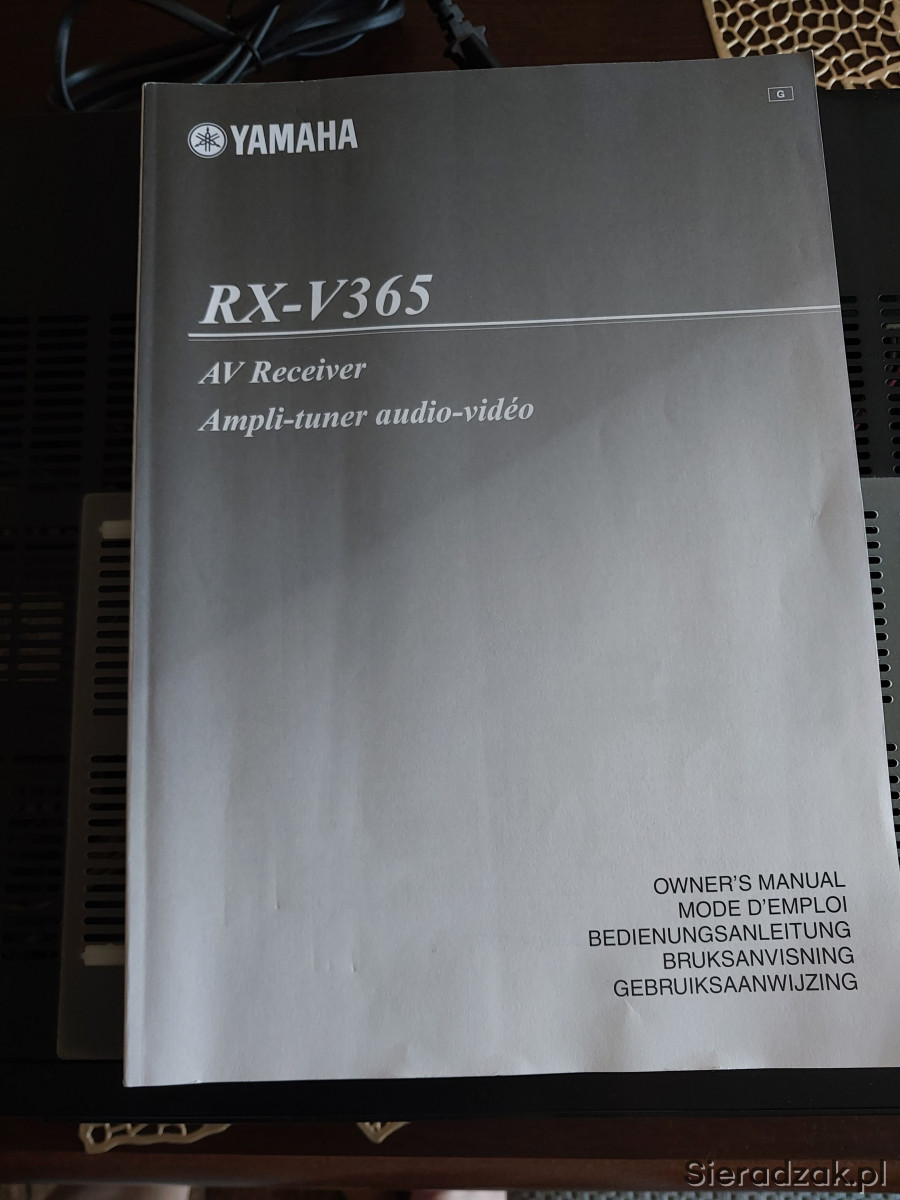 G
YAMAHA
RX-V365
AV Receiver
Ampli-tuner audio-vidéo
OWNER'S MANUAL
MODE D'EMPLOI
BEDIENUNGSANLEITUNG
BRUKSANVISNING
GEBRUIKSAANWIJZING
Sieradzak.pl